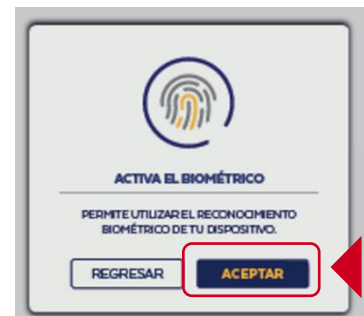 ACTIVA EL BIOMÉTRICO
PERMITE UTILIZAR EL RECONOCIMIENTO
BIOMÉTRICO DE TU DISPOSITIVO.
REGRESAR
ACEPTAR